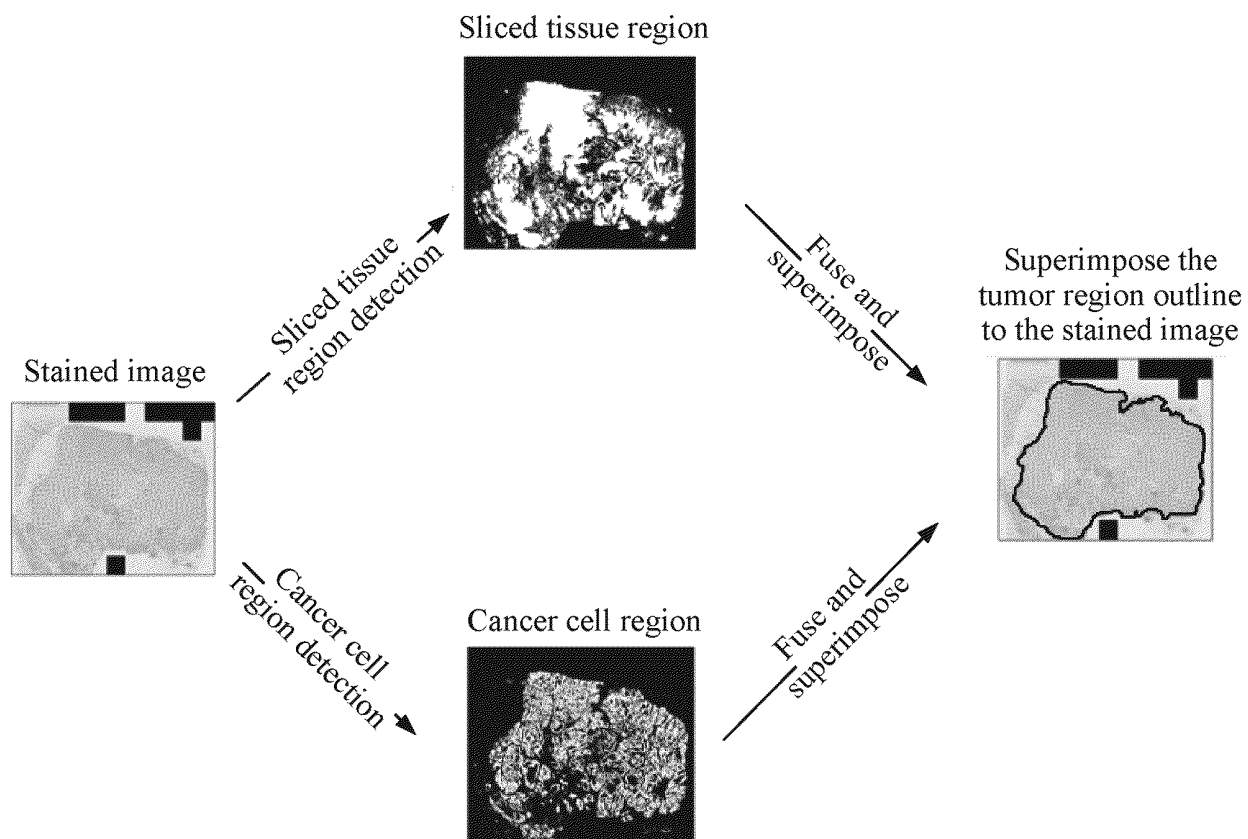 Sliced tissue region
Sliced tissue
region detection
Fuse and
superimpose
Superimpose the
tumor region outline
to the stained image
Stained image
Cancer cell
region detection
Cancer cell region
Fuse and
superimpose